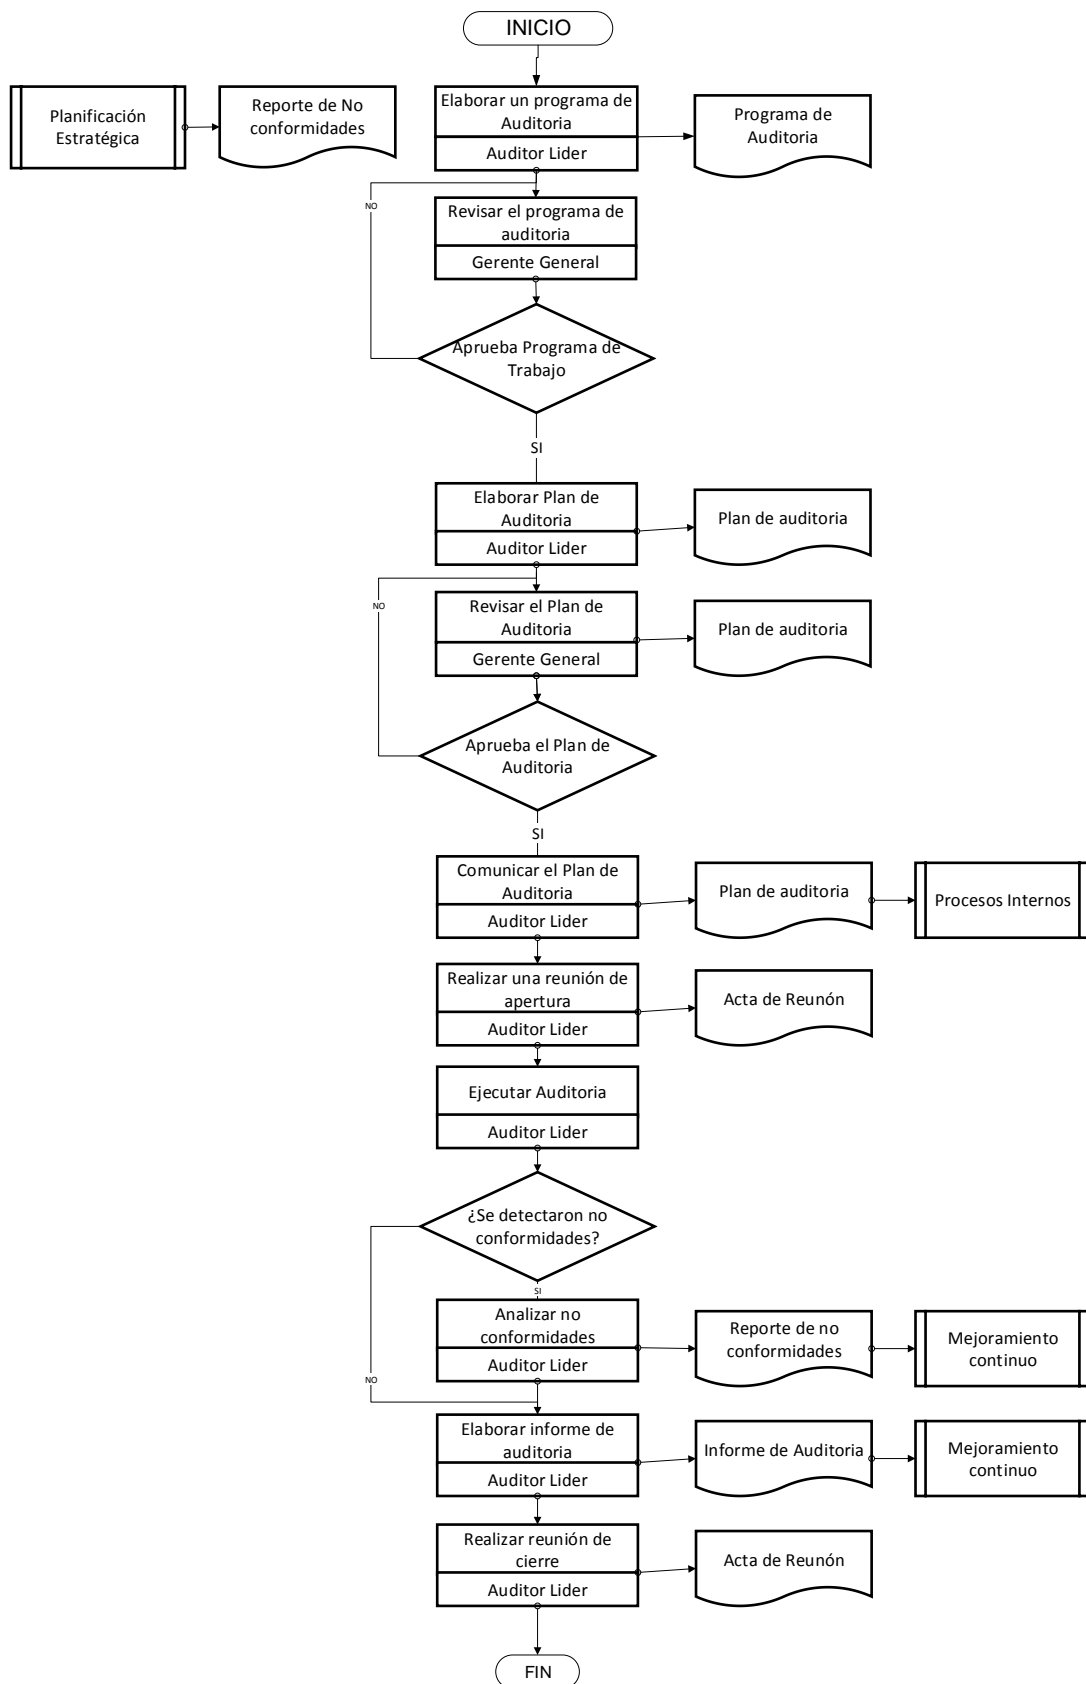 INICIO
Planificación
Estratégica
Reporte de No
conformidades
Elaborar un programa de
Auditoria
Auditor Lider
Programa de
Auditoria
NO
Revisar el programa de
auditoria
Gerente General
Aprueba Programa de
Trabajo
SI
Elaborar Plan de
Auditoria
Auditor Lider
Plan de auditoria
NO
Revisar el Plan de
Auditoria
Gerente General
Plan de auditoria
Aprueba el Plan de
Auditoria
SI
Comunicar el Plan de
Auditoria
Auditor Lider
Plan de auditoria
Procesos Internos
Realizar una reunión de
apertura
Auditor Lider
Acta de Reunón
Ejecutar Auditoria
Auditor Lider
¿Se detectaron no
conformidades?
SI
Analizar no
conformidades
Auditor Lider
Reporte de no
conformidades
Mejoramiento
continuo
NO
Elaborar informe de
auditoria
Auditor Lider
Informe de Auditoria
Mejoramiento
continuo
Realizar reunión de
cierre
Auditor Lider
Acta de Reunón
FIN